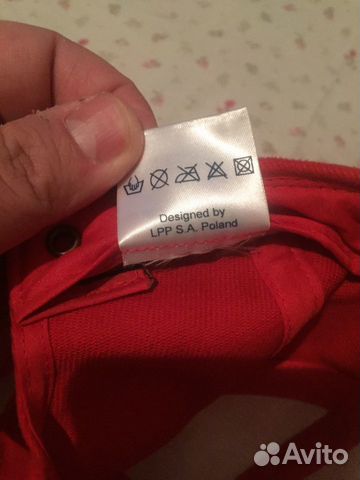 Designed by
LPP S.A. Poland
Avito